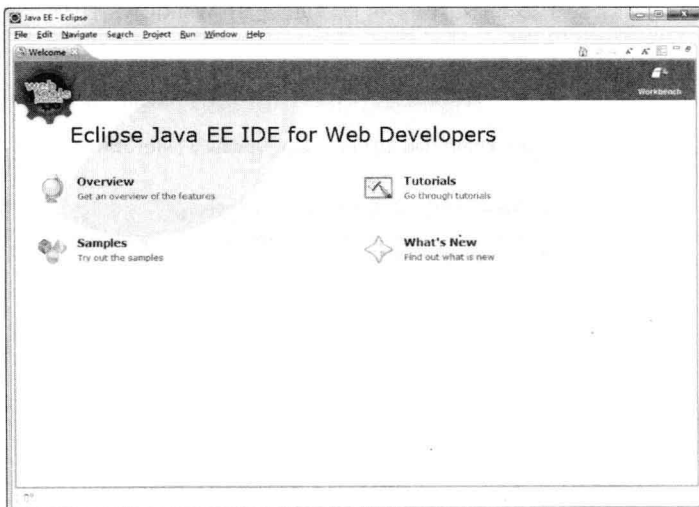 Java EE - Eclipse
File Edit Navigate Search Project Run Window Help
Welcome
web tools
Workbench
Eclipse Java EE IDE for Web Developers
Overview
Get an overview of the features
Tutorials
Go through tutorials
Samples
Try out the samples
What's New
Find out what is new